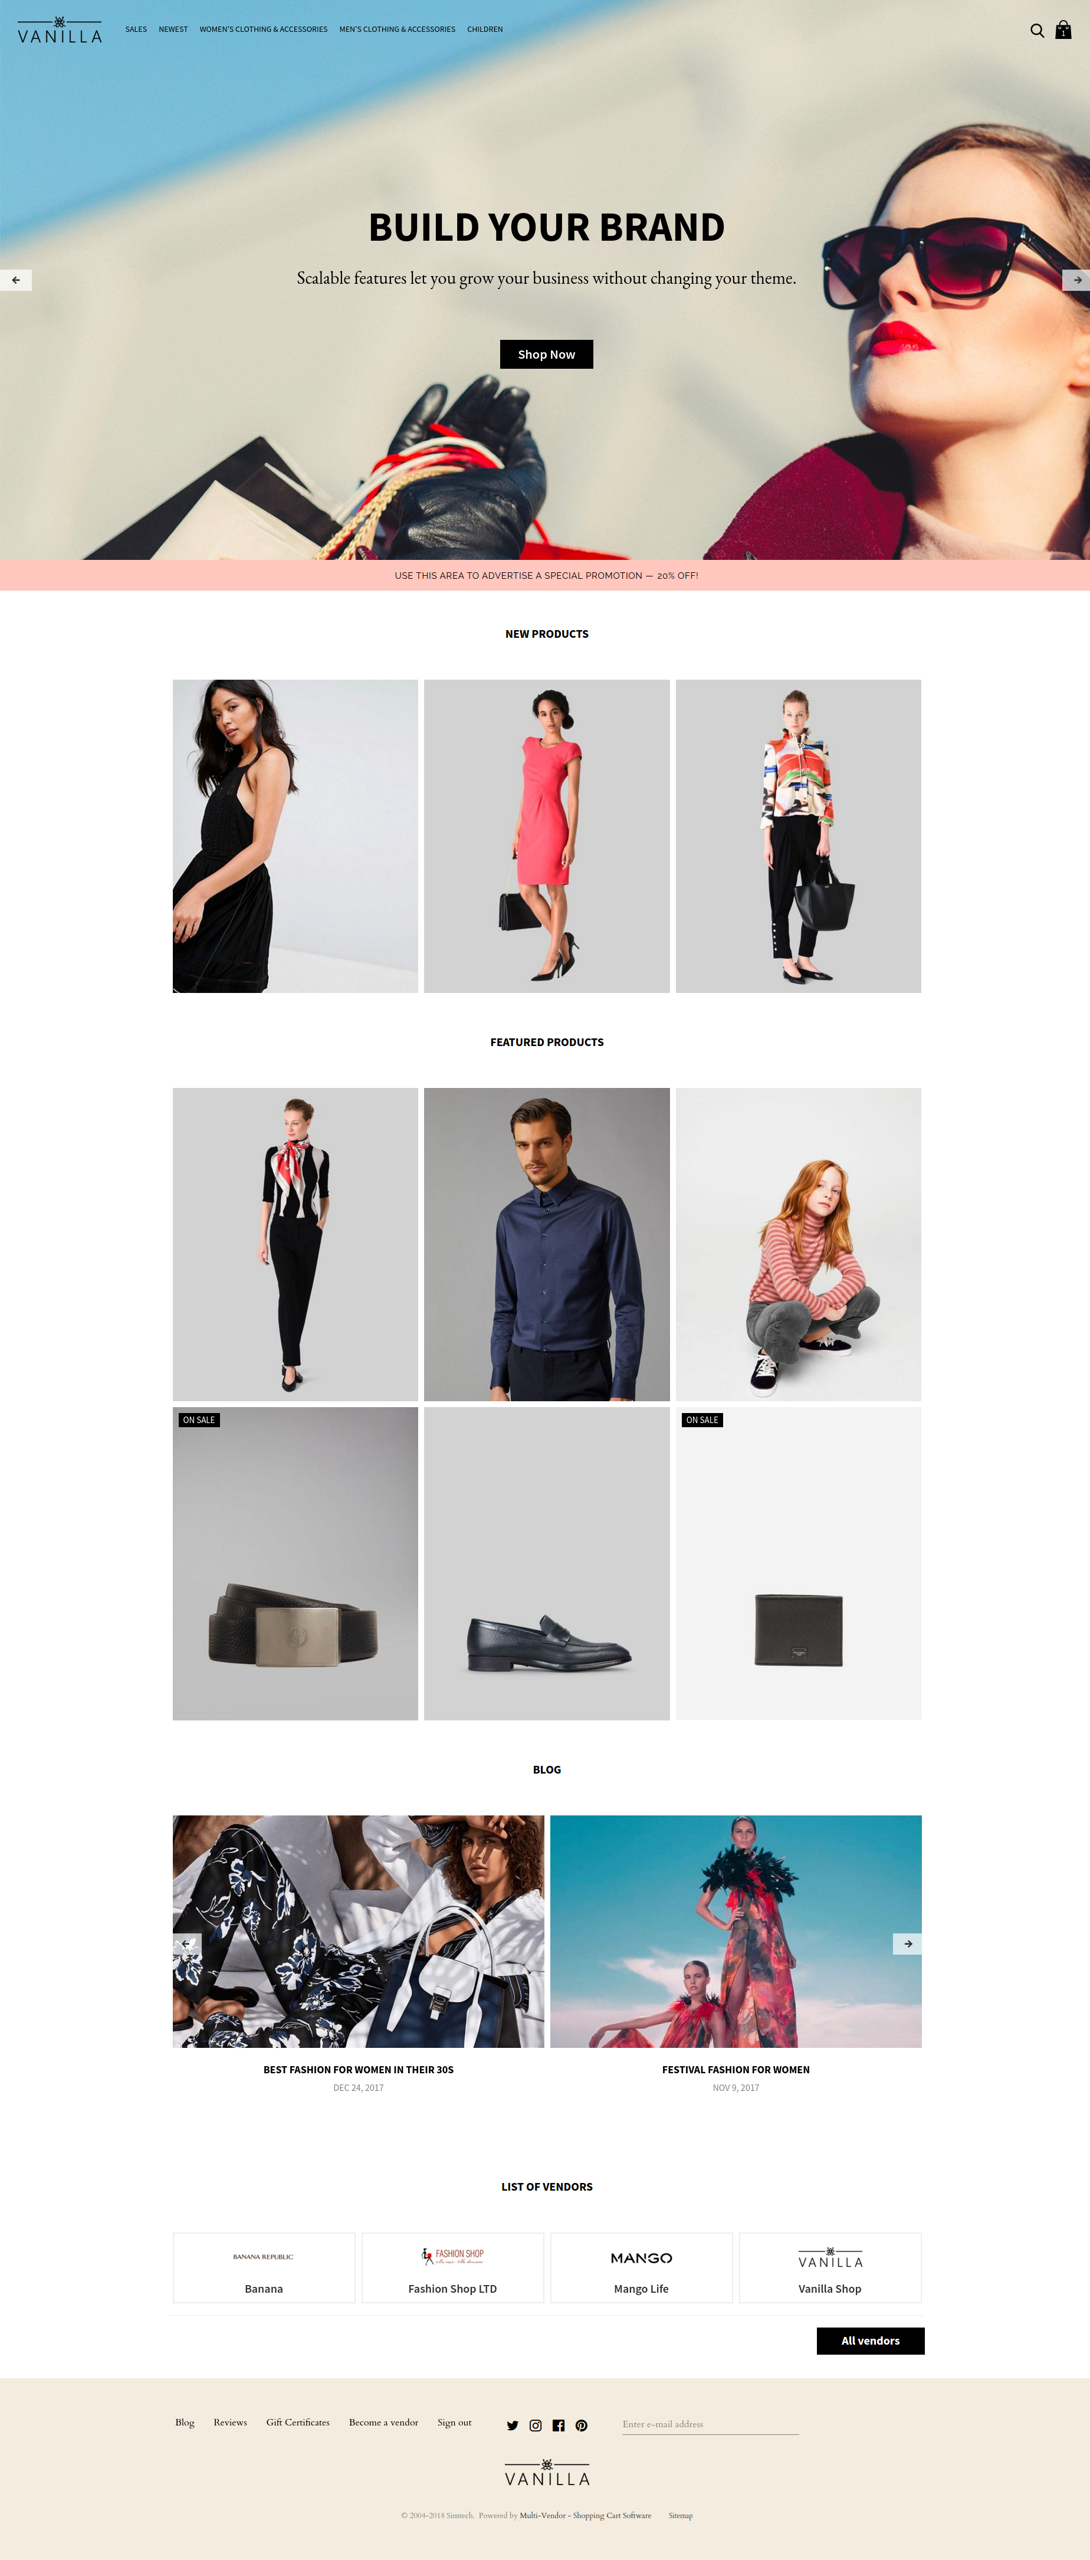 VANILLA
SALES NEWEST WOMEN'S CLOTHING & ACCESSORIES MEN'S CLOTHING & ACCESSORIES CHILDREN
1
BUILD YOUR BRAND
Scalable features let you grow your business without changing your theme.
Shop Now
USE THIS AREA TO ADVERTISE A SPECIAL PROMOTION — 20% OFF!
NEW PRODUCTS
FEATURED PRODUCTS
ON SALE
ON SALE
BLOG
BEST FASHION FOR WOMEN IN THEIR 30S
DEC 24, 2017
FESTIVAL FASHION FOR WOMEN
NOV 9, 2017
LIST OF VENDORS
BANANA REPUBLIC
Banana
FASHION SHOP
Fashion Shop LTD
MANGO
Mango Life
VANILLA
Vanilla Shop
All vendors
Blog Reviews Gift Certificates Become a vendor Sign out
Enter e-mail address
VANILLA
© 2004-2018 Simtech. Powered by Multi-Vendor - Shopping Cart Software Sitemap